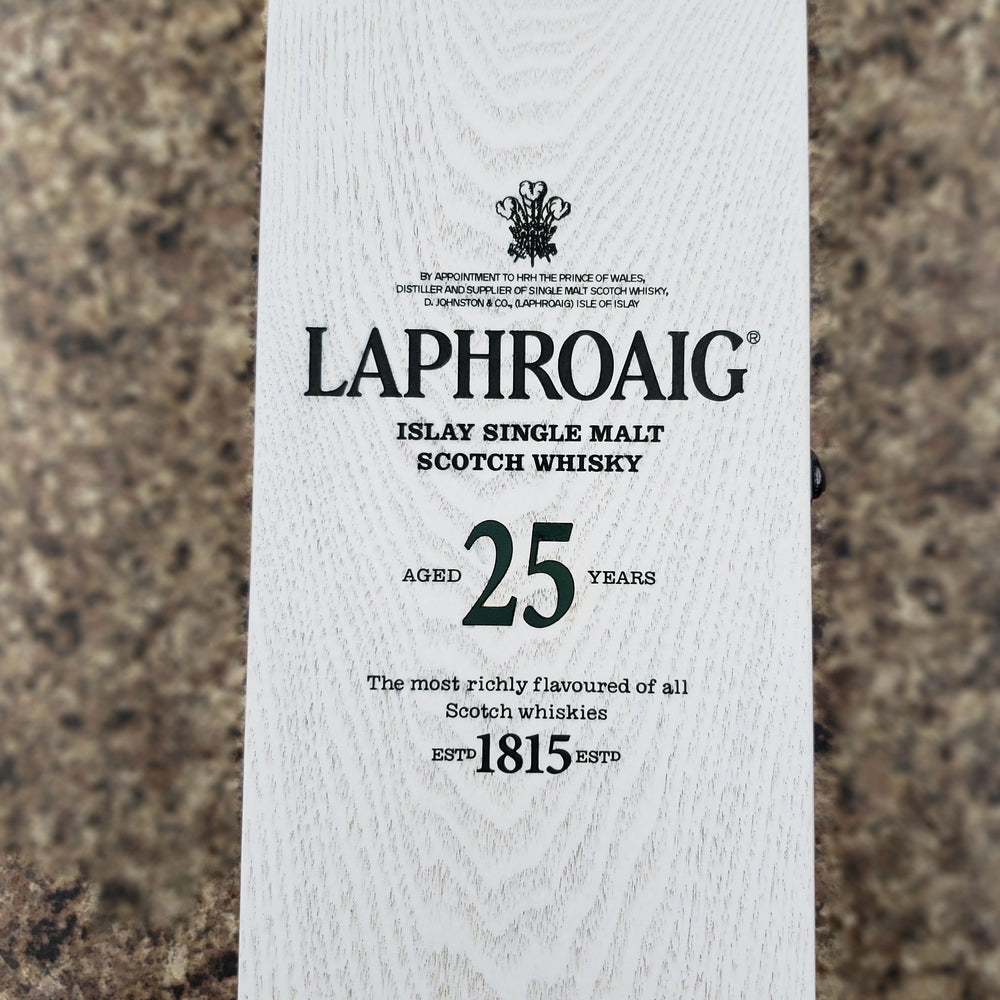 BY APPOINTMENT TO HRH THE PRINCE OF WALES,
DISTILLER AND SUPPLIER OF SINGLE MALT SCOTCH WHISKY,
D. JOHNSTON & CO., (LAPHROAIG) ISLE OF ISLAY
LAPHROAIG®
ISLAY SINGLE MALT
SCOTCH WHISKY
AGED 25 YEARS
The most richly flavoured of all
Scotch whiskies
ESTD 1815 ESTD